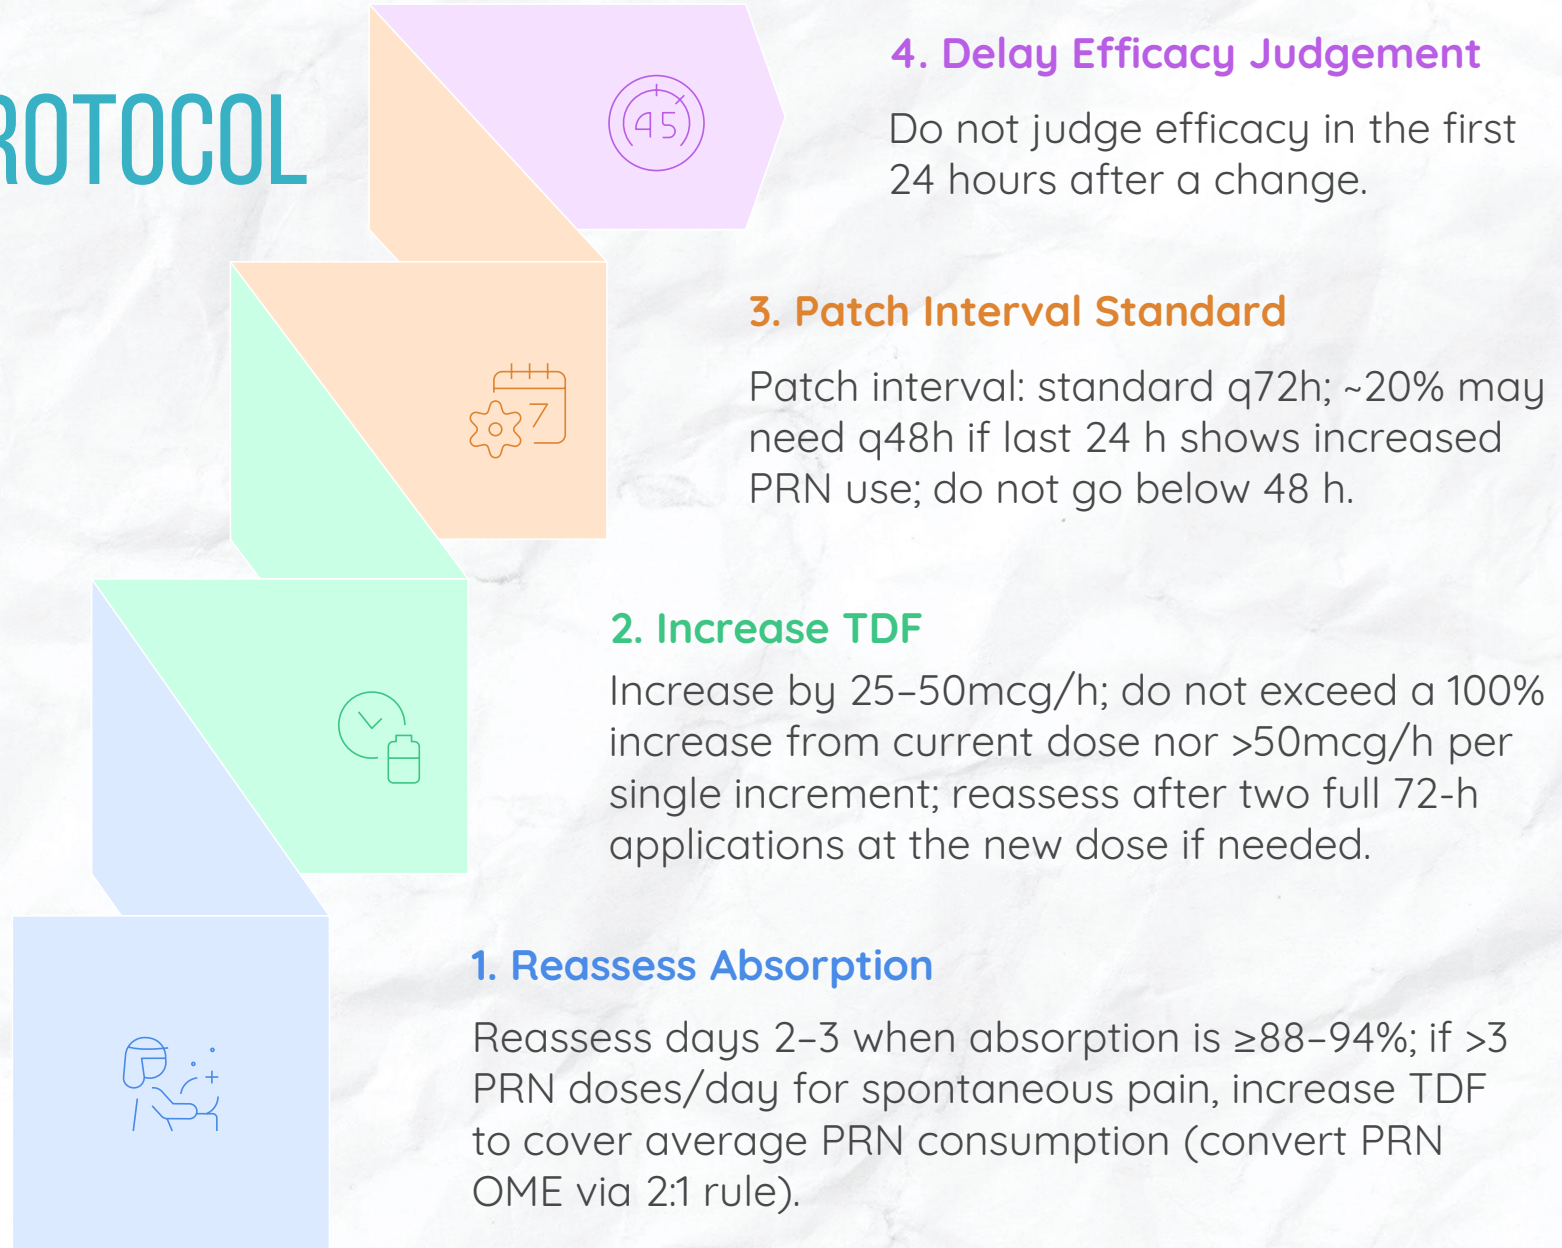 ROTOCOL
4. Delay Efficacy Judgement
Do not judge efficacy in the first
24 hours after a change.
45
3. Patch Interval Standard
Patch interval: standard q72h; ~20% may
need q48h if last 24 h shows increased
PRN use; do not go below 48 h.
7
2. Increase TDF
Increase by 25–50mcg/h; do not exceed a 100%
increase from current dose nor >50mcg/h per
single increment; reassess after two full 72-h
applications at the new dose if needed.
1. Reassess Absorption
Reassess days 2–3 when absorption is ≥88–94%; if >3
PRN doses/day for spontaneous pain, increase TDF
to cover average PRN consumption (convert PRN
OME via 2:1 rule).